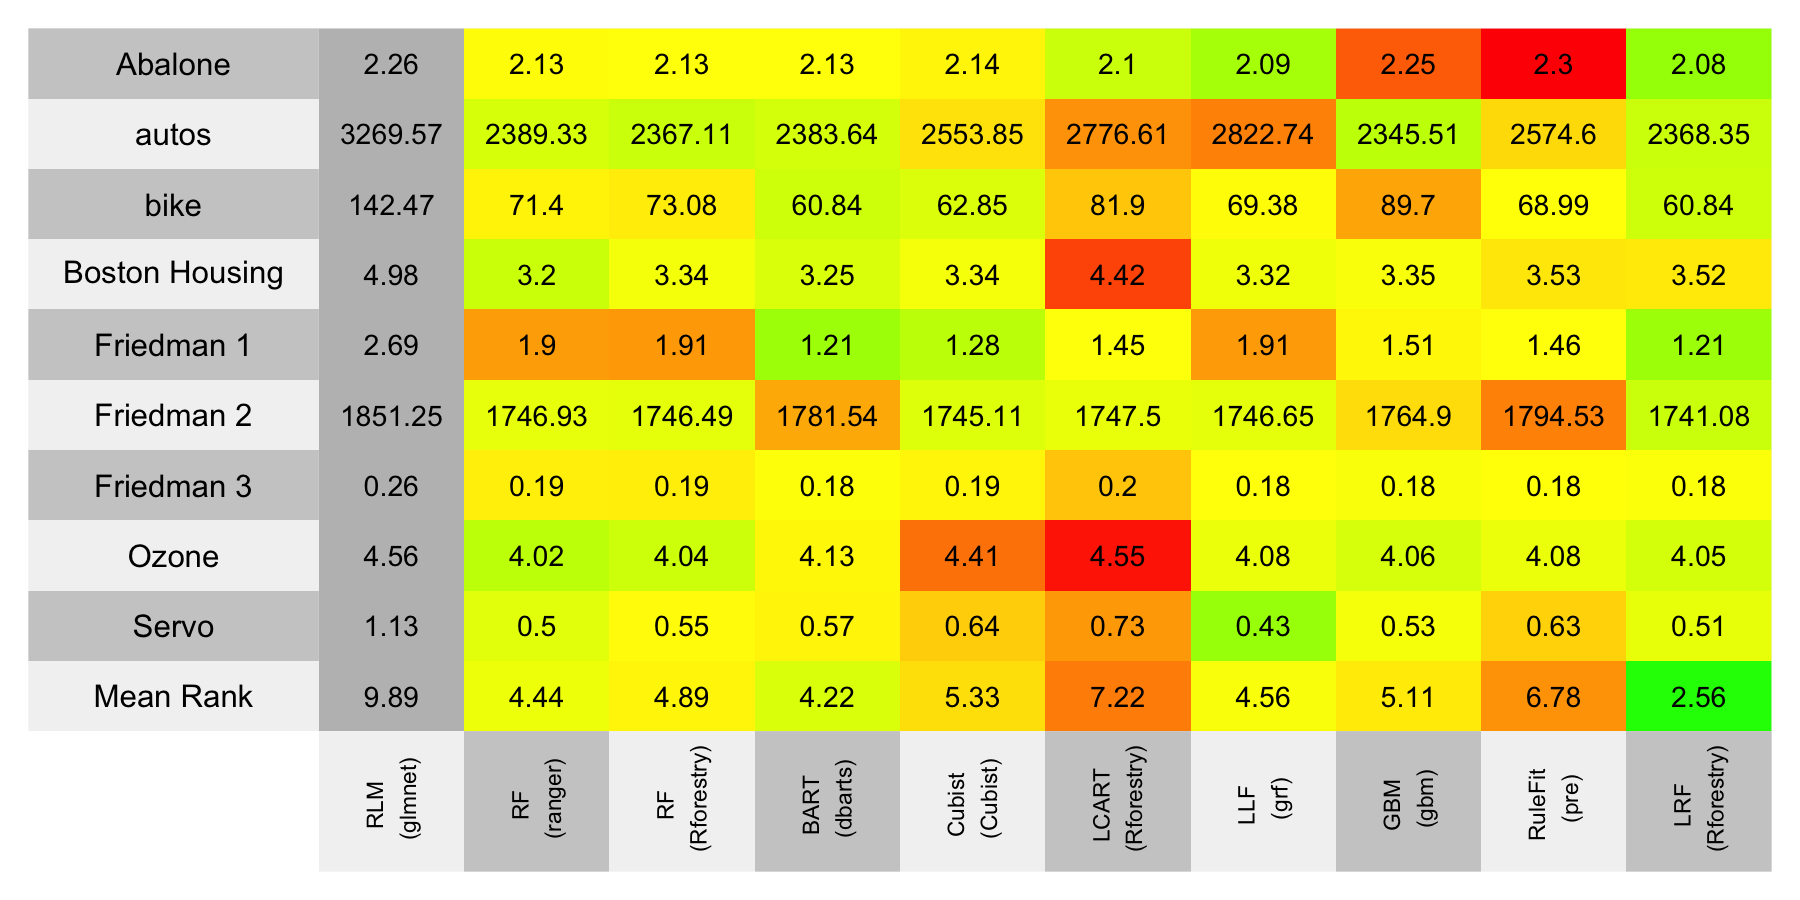 Abalone 2.26 2.13 2.13 2.13 2.14 2.1 2.09 2.25 2.3 2.08
autos 3269.57 2389.33 2367.11 2383.64 2553.85 2776.61 2822.74 2345.51 2574.6 2368.35
bike 142.47 71.4 73.08 60.84 62.85 81.9 69.38 89.7 68.99 60.84
Boston Housing 4.98 3.2 3.34 3.25 3.34 4.42 3.32 3.35 3.53 3.52
Friedman 1 2.69 1.9 1.91 1.21 1.28 1.45 1.91 1.51 1.46 1.21
Friedman 2 1851.25 1746.93 1746.49 1781.54 1745.11 1747.5 1746.65 1764.9 1794.53 1741.08
Friedman 3 0.26 0.19 0.19 0.18 0.19 0.2 0.18 0.18 0.18 0.18
Ozone 4.56 4.02 4.04 4.13 4.41 4.55 4.08 4.06 4.08 4.05
Servo 1.13 0.5 0.55 0.57 0.64 0.73 0.43 0.53 0.63 0.51
Mean Rank 9.89 4.44 4.89 4.22 5.33 7.22 4.56 5.11 6.78 2.56
RLM
(glmnet)
RF
(ranger)
RF
(Rforestry)
BART
(dbarts)
Cubist
(Cubist)
LCART
(Rforestry)
LLF
(grf)
GBM
(gbm)
RuleFit
(pre)
LRF
(Rforestry)